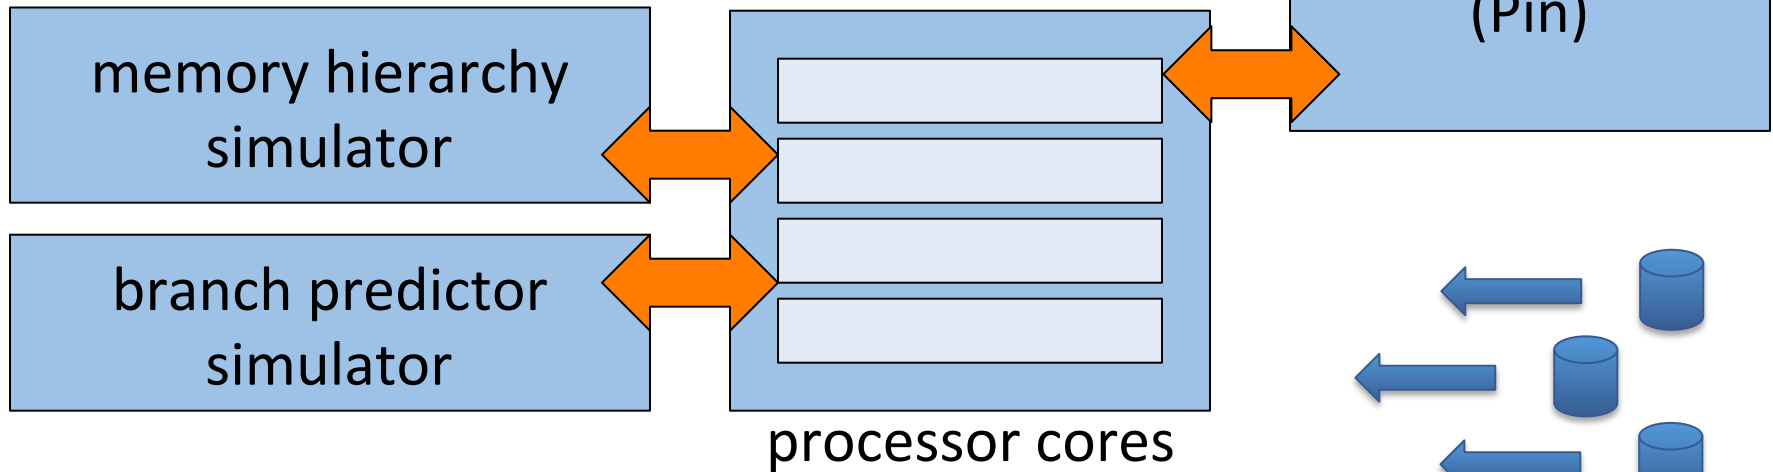 memory hierarchy
simulator
branch predictor
simulator
processor cores
(Pin)